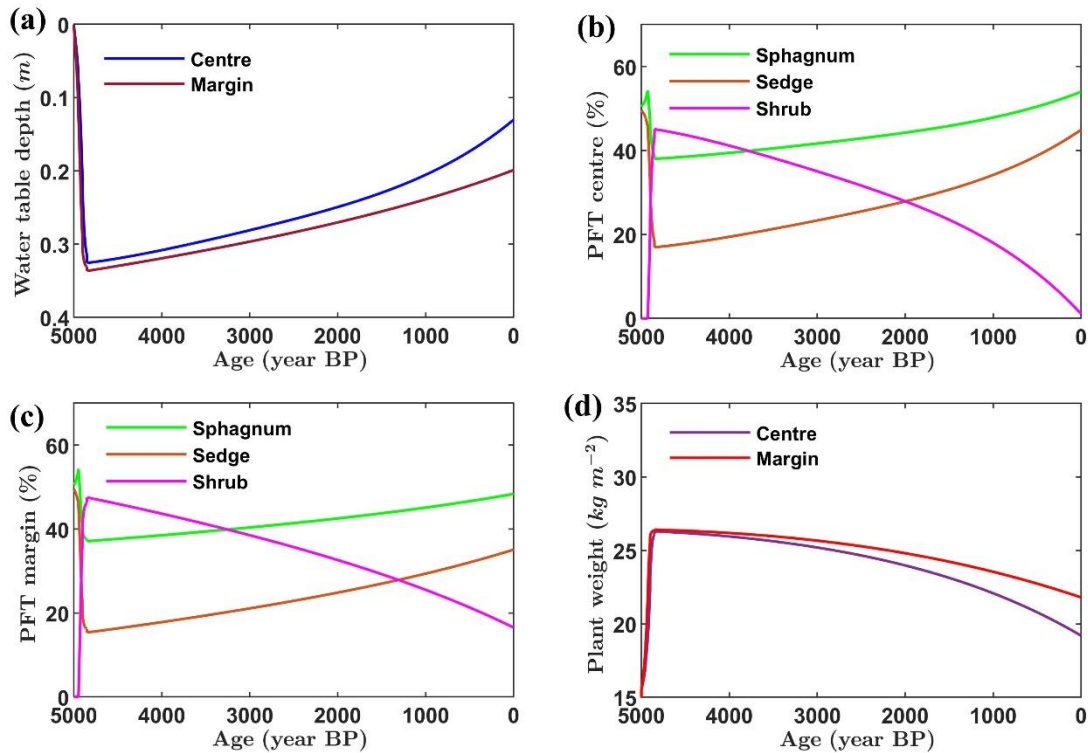 (a)
Water table depth (m)
0
0.1
0.2
0.3
0.4
Centre
Margin
5000 4000 3000 2000 1000 0
Age (year BP)
(b)
PFT centre (%)
60
40
20
0
Sphagnum
Sedge
Shrub
5000 4000 3000 2000 1000 0
Age (year BP)
(c)
PFT margin (%)
60
40
20
0
Sphagnum
Sedge
Shrub
5000 4000 3000 2000 1000 0
Age (year BP)
(d)
Plant weight (kg m⁻²)
35
30
25
20
15
Centre
Margin
5000 4000 3000 2000 1000 0
Age (year BP)